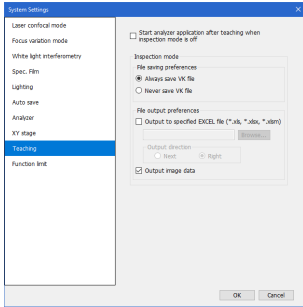 System Settings
Laser confocal mode
Focus variation mode
White light interferometry
Spec. Film
Lighting
Auto save
Analyzer
XY stage
Teaching
Function limit
Start analyzer application after teaching when
inspection mode is off
Inspection mode
File saving preferences
Always save VK file
Never save VK file
File output preferences
Output to specified EXCEL file (*.xls, *.xlsx, *.xlsm)
Browse...
Output direction
Next
Right
Output image data
OK
Cancel